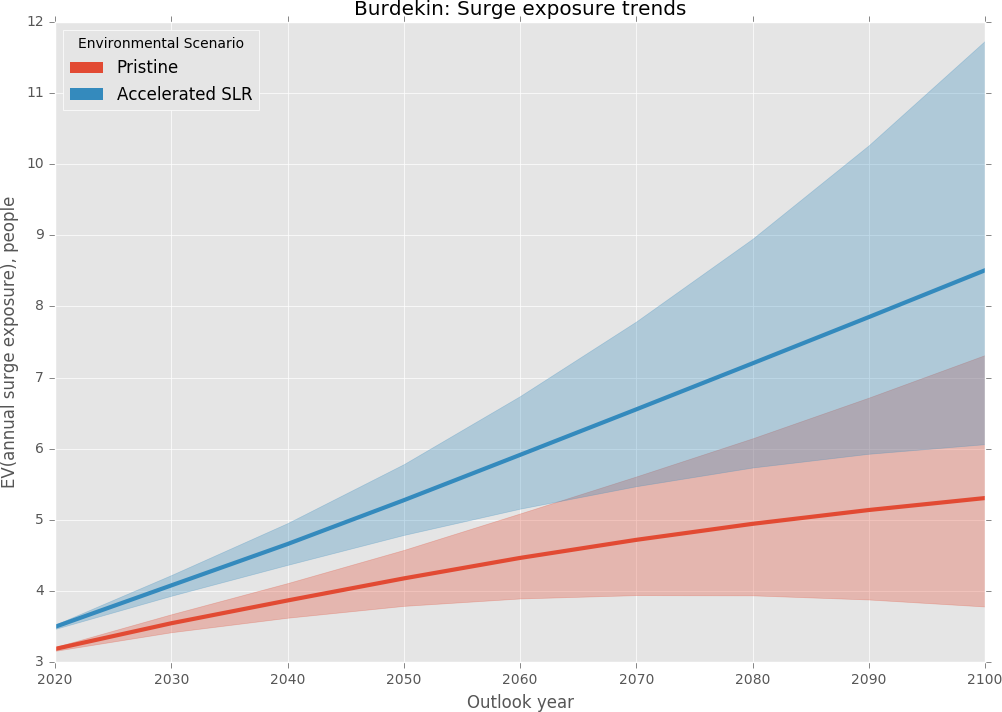 Burdekin: Surge exposure trends
Environmental Scenario
Pristine
Accelerated SLR
EV(annual surge exposure), people
12
11
10
9
8
7
6
5
4
3
2020 2030 2040 2050 2060 2070 2080 2090 2100
Outlook year